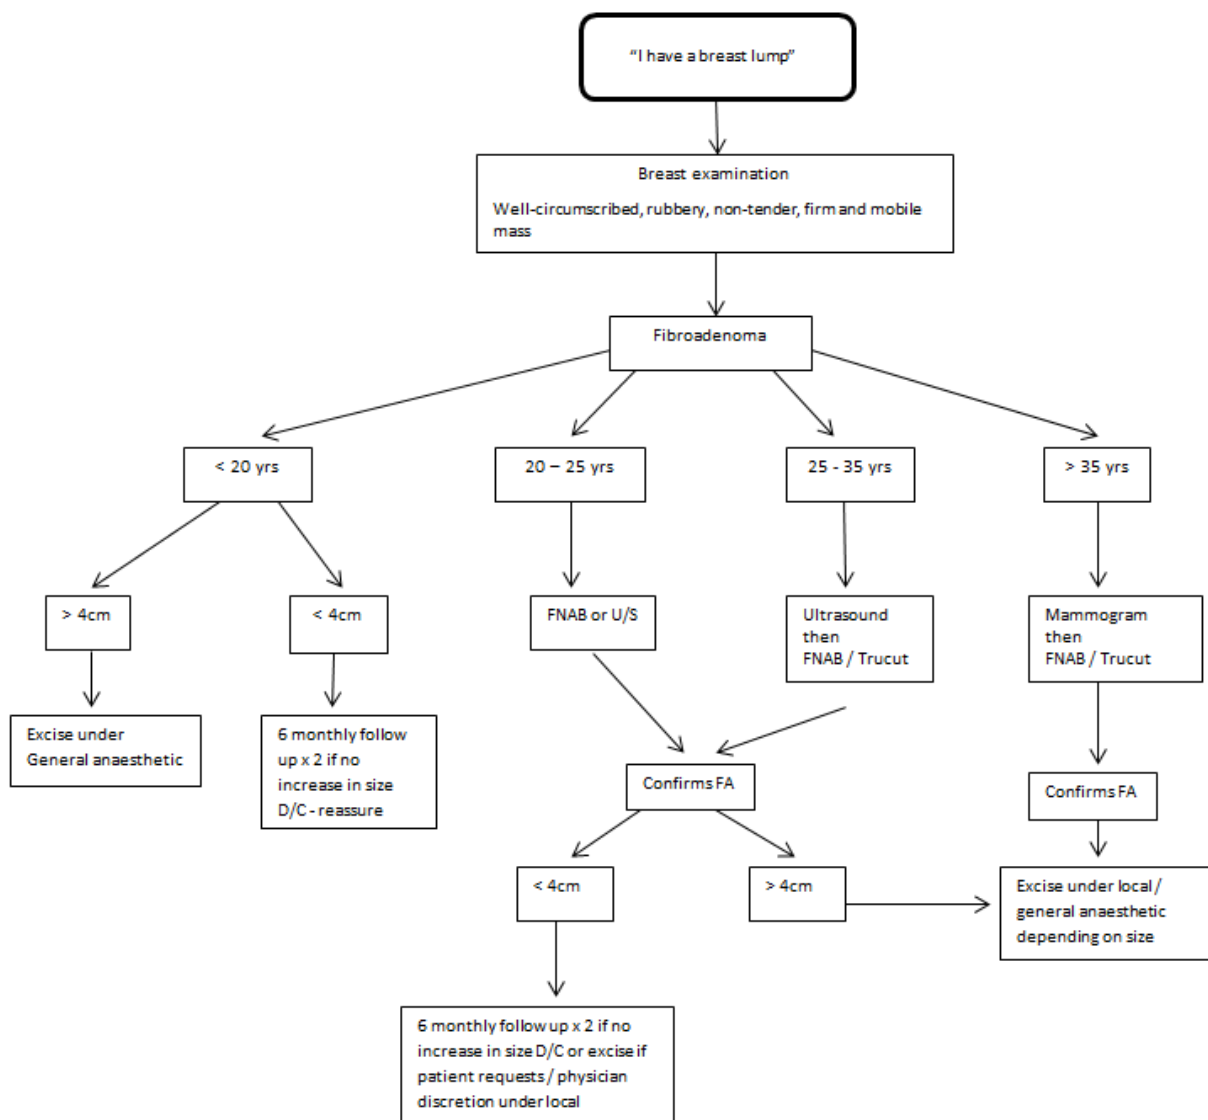 “I have a breast lump”
Breast examination
Well-circumscribed, rubbery, non-tender, firm and mobile
mass
Fibroadenoma
< 20 yrs
20 – 25 yrs
25 - 35 yrs
> 35 yrs
> 4cm
< 4cm
FNAB or U/S
Ultrasound
then
FNAB / Trucut
Mammogram
then
FNAB / Trucut
Excise under
General anaesthetic
6 monthly follow
up x 2 if no
increase in size
D/C - reassure
Confirms FA
Confirms FA
< 4cm
> 4cm
Excise under local /
general anaesthetic
depending on size
6 monthly follow up x 2 if no
increase in size D/C or excise if
patient requests / physician
discretion under local